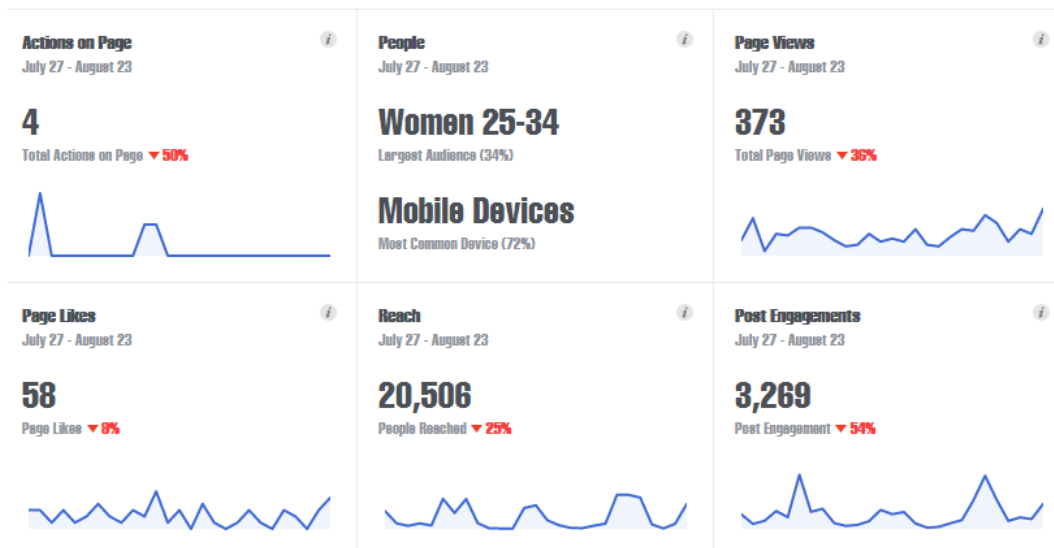 Actions on Page
July 27 - August 23
4
Total Actions on Page ▼ 50%
People
July 27 - August 23
Women 25-34
Largest Audience (34%)
Mobile Devices
Most Common Device (72%)
Page Views
July 27 - August 23
373
Total Page Views ▼ 36%
Page Likes
July 27 - August 23
58
Page Likes ▼ 8%
Reach
July 27 - August 23
20,506
People Reached ▼ 25%
Post Engagements
July 27 - August 23
3,269
Post Engagement ▼ 54%